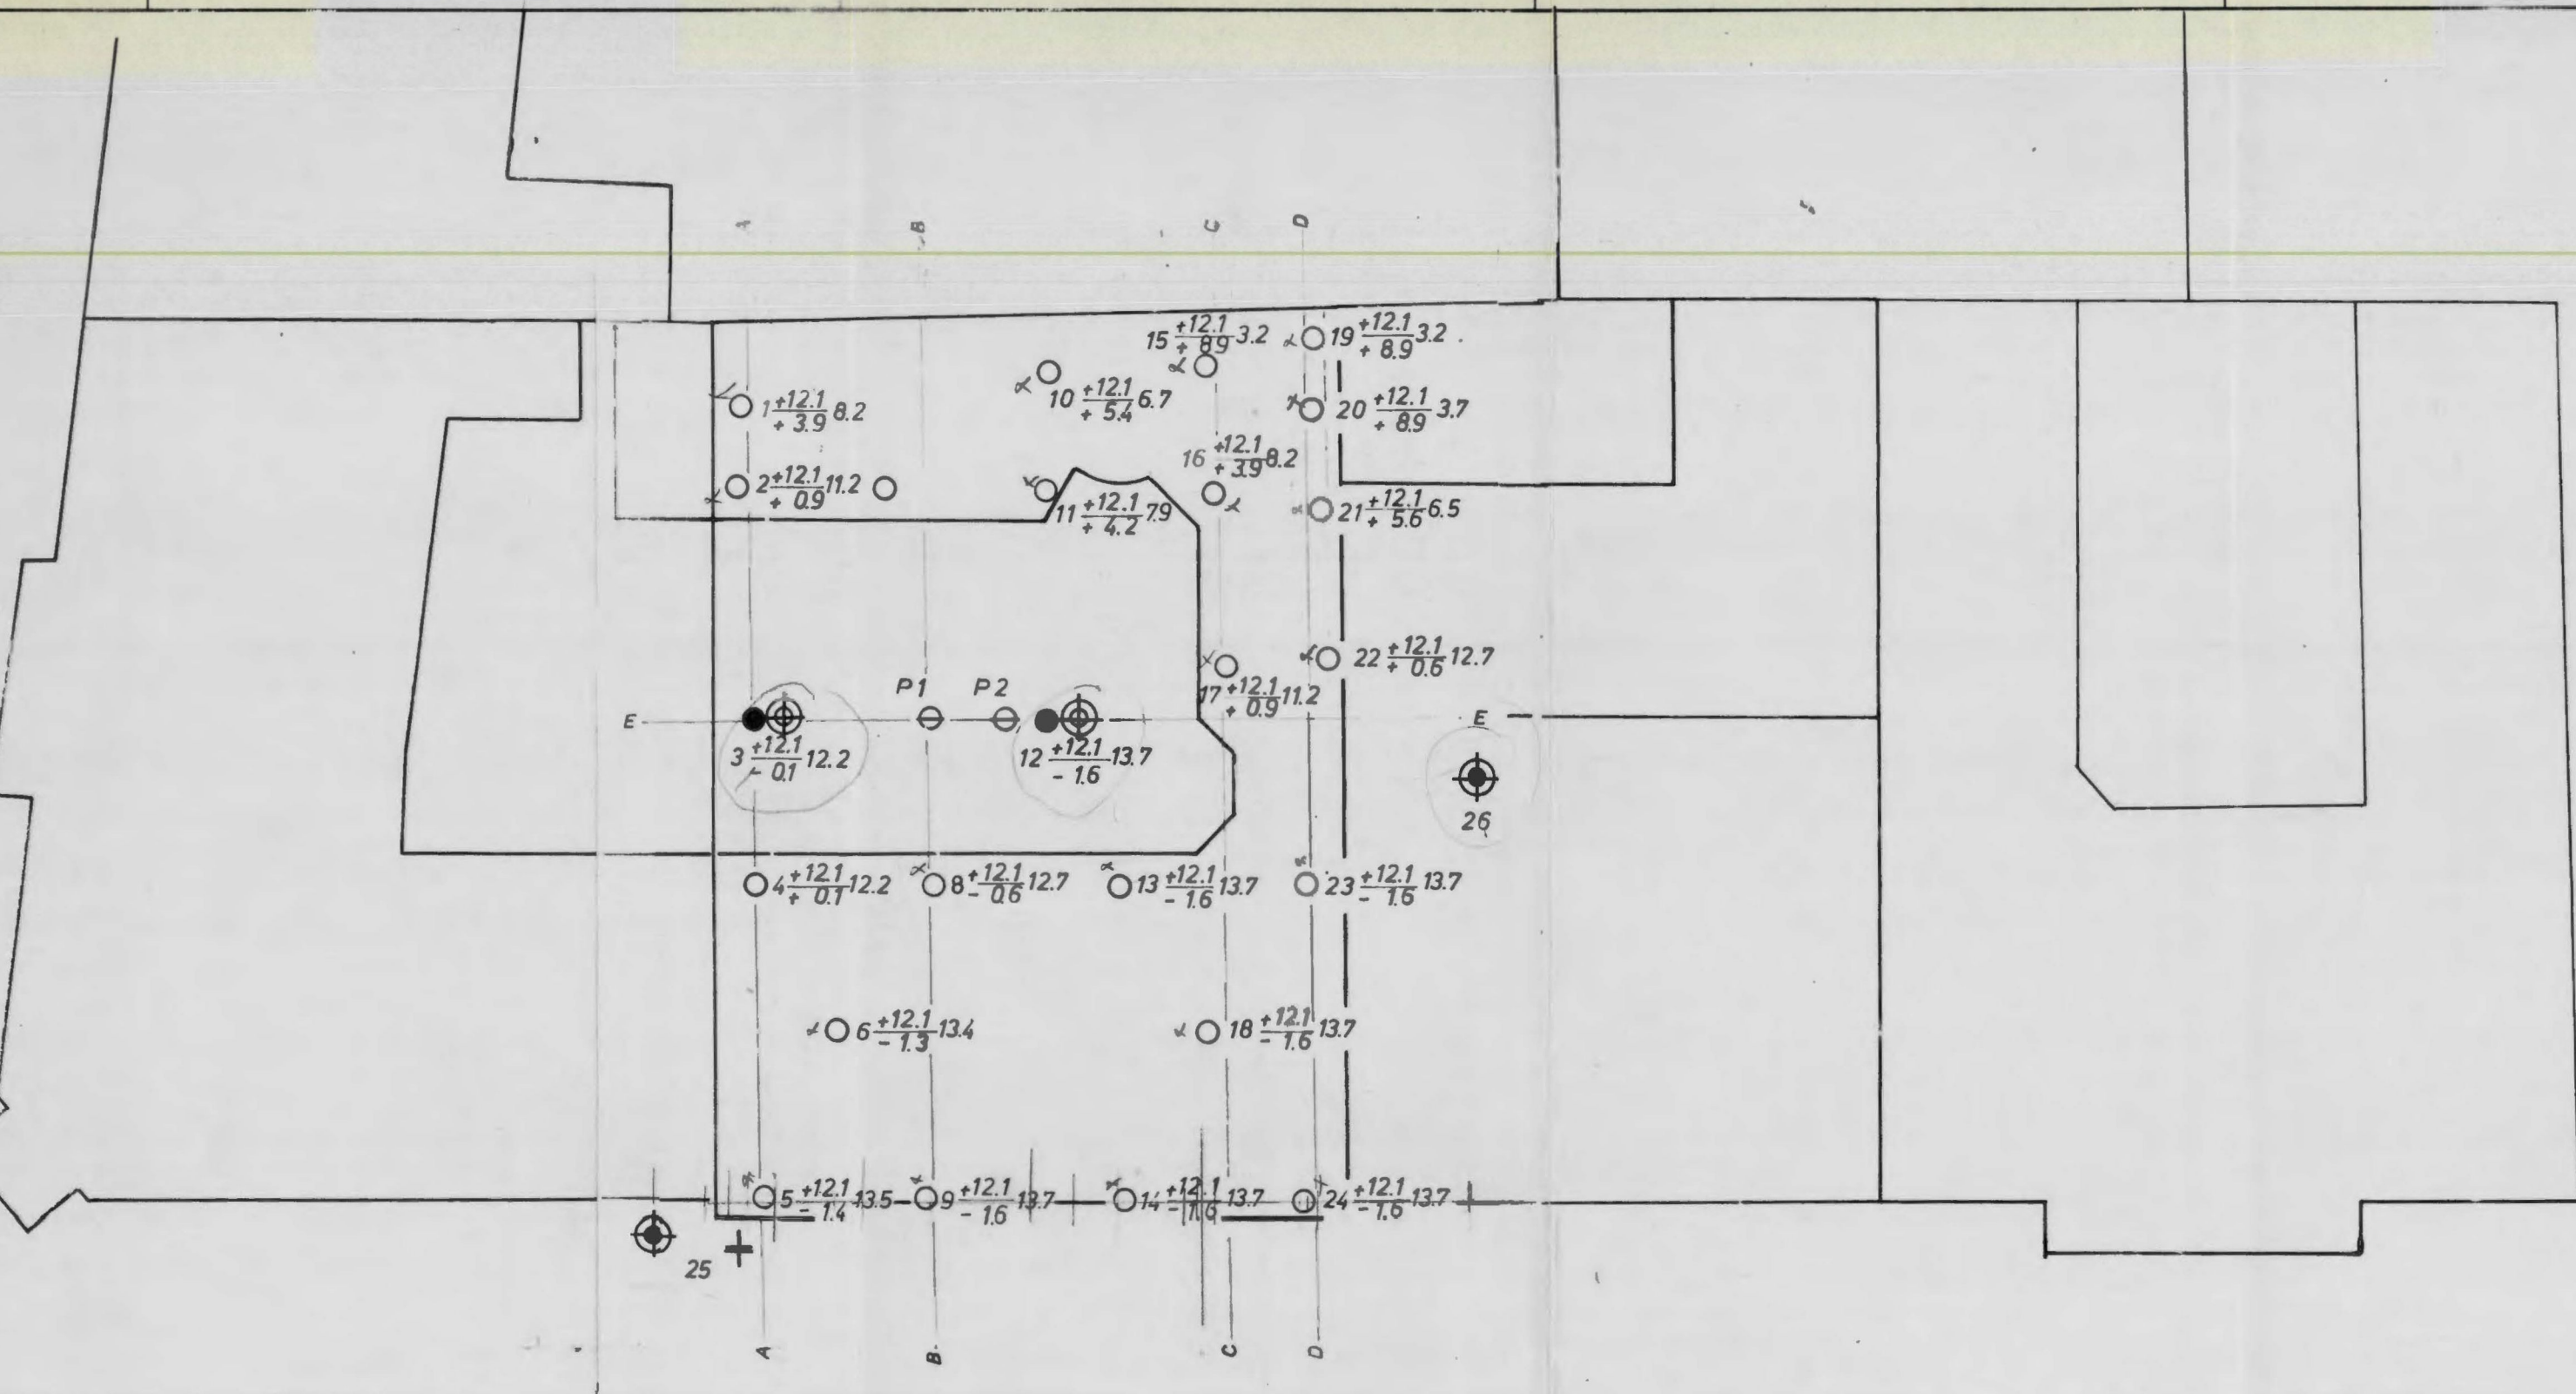 A B C D
15 +12.1 3.2
+ 8.9
19 +12.1 3.2
+ 8.9
1 +12.1 8.2
+ 3.9
10 +12.1 6.7
+ 5.4
20 +12.1 3.7
+ 8.9
16 +12.1 8.2
+ 3.9
2 +12.1 11.2
+ 0.9
11 +12.1 7.9
+ 4.2
21 +12.1 6.5
+ 5.6
22 +12.1 12.7
+ 0.6
17 +12.1 11.2
+ 0.9
P1 P2
E E
3 +12.1 12.2
- 0.1
12 +12.1 13.7
- 1.6
26
4 +12.1 12.2
+ 0.1
8 +12.1 12.7
- 0.6
13 +12.1 13.7
- 1.6
23 +12.1 13.7
- 1.6
6 +12.1 13.4
- 1.3
18 +12.1 13.7
- 1.6
5 +12.1 13.5
- 1.4
9 +12.1 13.7
- 1.6
14 +12.1 13.7
- 1.6
24 +12.1 13.7
- 1.6
25
A B C D